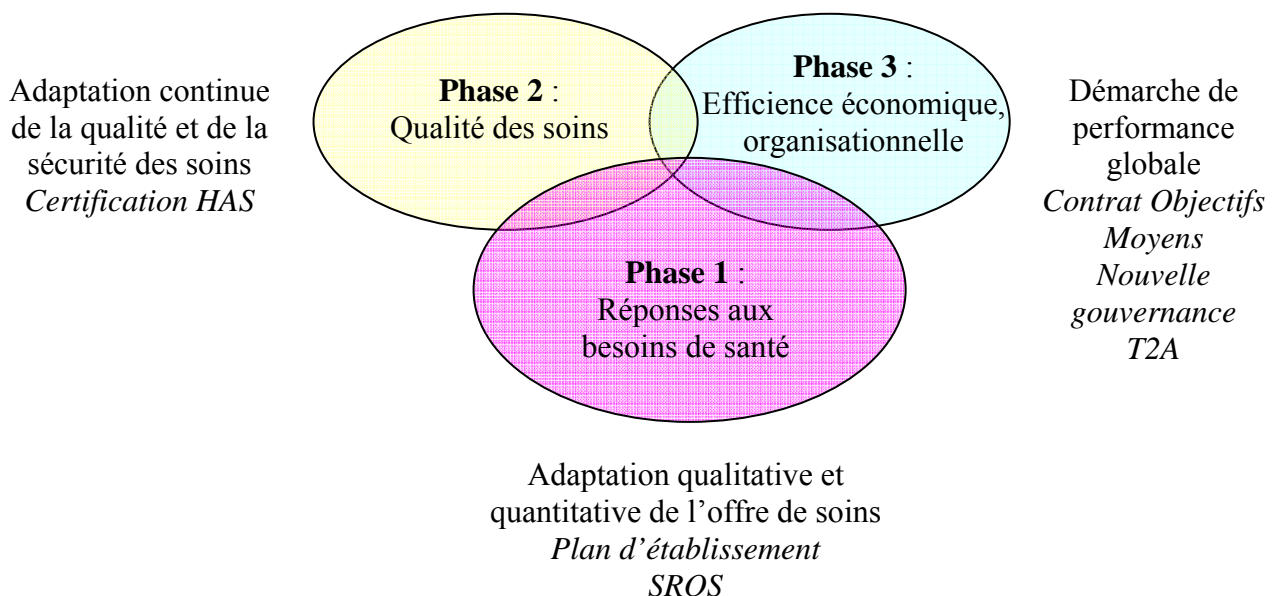 Adaptation continue
de la qualité et de la
sécurité des soins
Certification HAS
Phase 2 :
Qualité des soins
Phase 3 :
Efficience économique,
organisationnelle
Démarche de
performance
globale
Contrat Objectifs
Moyens
Nouvelle
gouvernance
T2A
Phase 1 :
Réponses aux
besoins de santé
Adaptation qualitative et
quantitative de l’offre de soins
Plan d’établissement
SROS